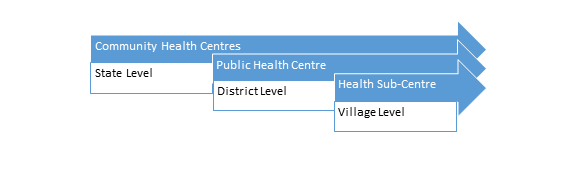 Community Health Centres
State Level
Public Health Centre
District Level
Health Sub-Centre
Village Level